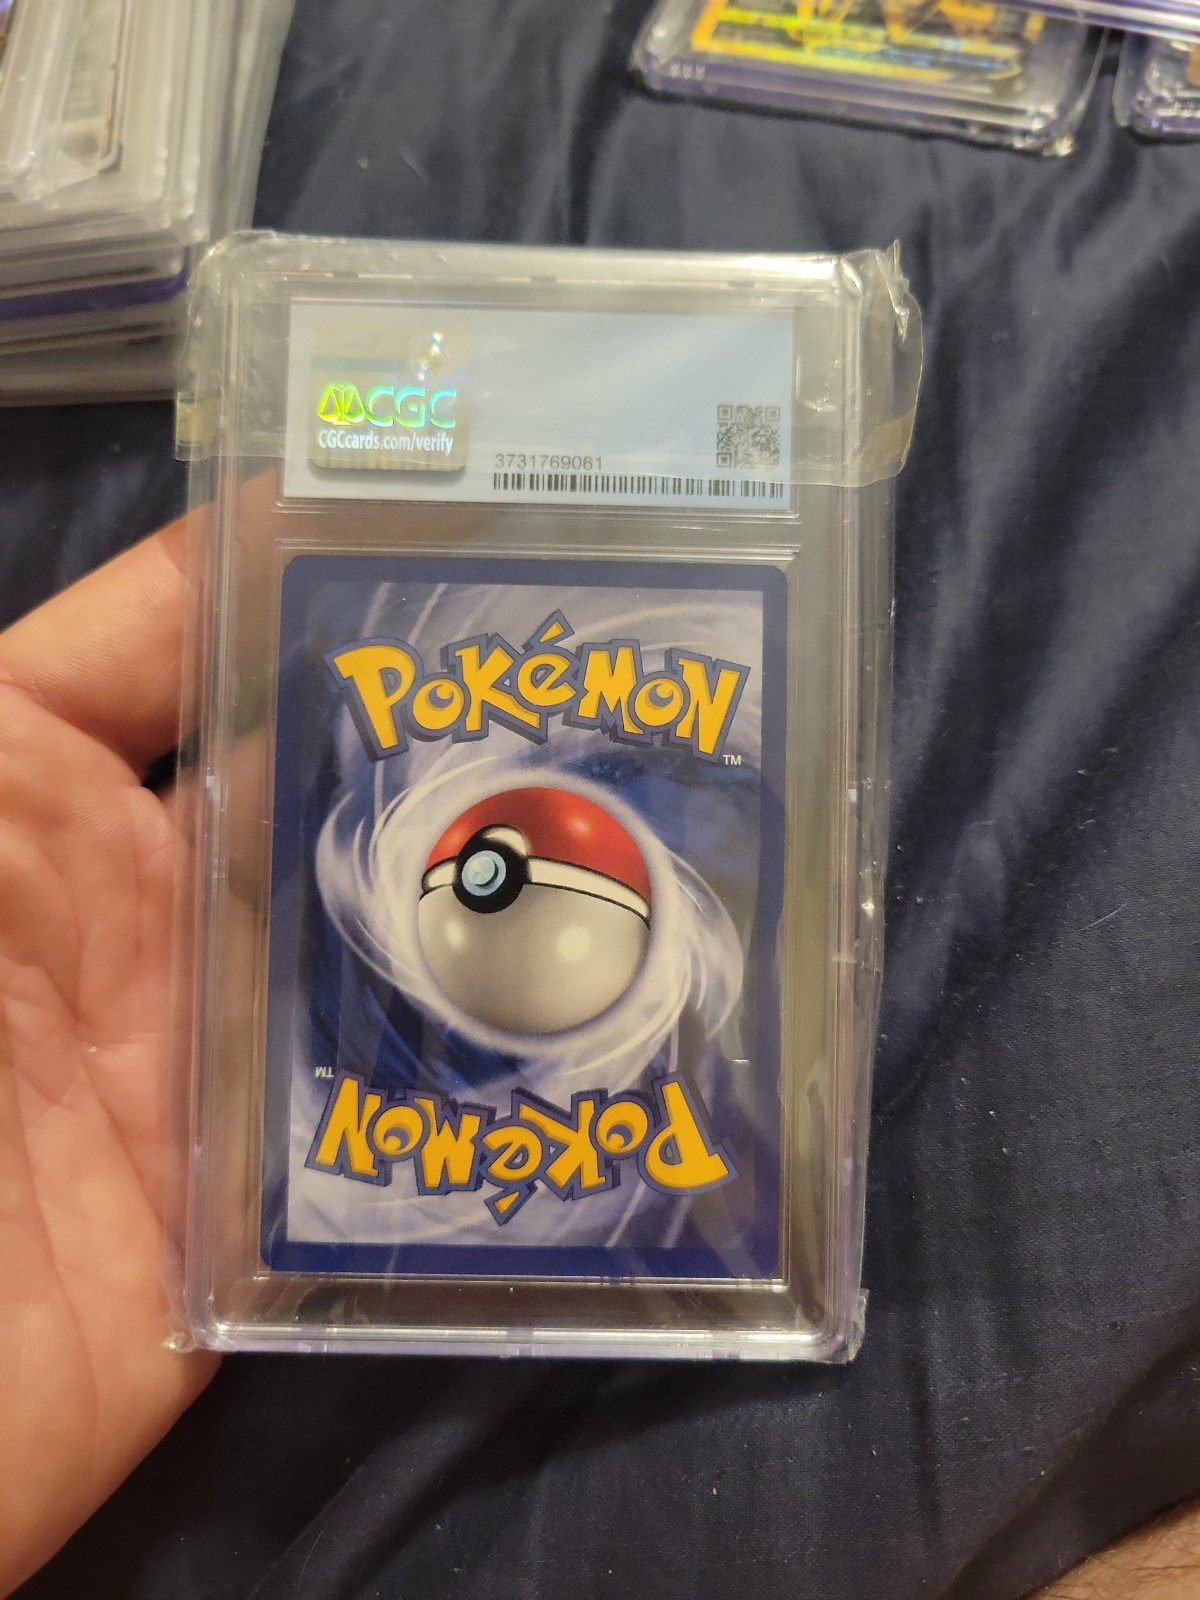 CGC
CGCcards.com/verify
3731769061
POKéMON
TM
TM
POKéMON